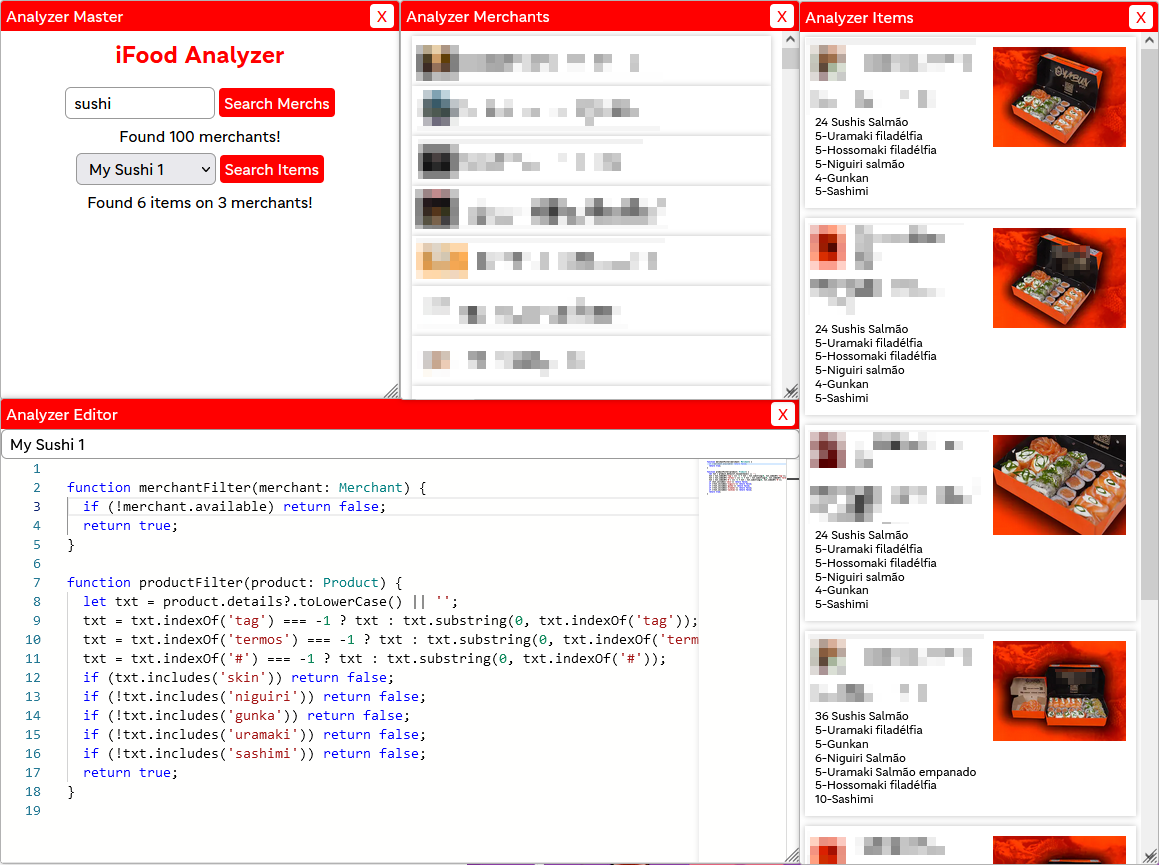 Analyzer Master
X
iFood Analyzer
sushi
Search Merchs
Found 100 merchants!
My Sushi 1
Search Items
Found 6 items on 3 merchants!
Analyzer Merchants
X
Analyzer Editor
X
My Sushi 1
1
2 function merchantFilter(merchant: Merchant) {
3 if (!merchant.available) return false;
4 return true;
5 }
6
7 function productFilter(product: Product) {
8 let txt = product.details?.toLowerCase() || '';
9 txt = txt.indexOf('tag') === -1 ? txt : txt.substring(0, txt.indexOf('tag'));
10 txt = txt.indexOf('termos') === -1 ? txt : txt.substring(0, txt.indexOf('term
11 txt = txt.indexOf('#') === -1 ? txt : txt.substring(0, txt.indexOf('#'));
12 if (txt.includes('skin')) return false;
13 if (!txt.includes('niguiri')) return false;
14 if (!txt.includes('gunka')) return false;
15 if (!txt.includes('uramaki')) return false;
16 if (!txt.includes('sashimi')) return false;
17 return true;
18 }
19
Analyzer Items
X
24 Sushis Salmão
5-Uramaki filadélfia
5-Hossomaki filadélfia
5-Niguiri salmão
4-Gunkan
5-Sashimi
24 Sushis Salmão
5-Uramaki filadélfia
5-Hossomaki filadélfia
5-Niguiri salmão
4-Gunkan
5-Sashimi
24 Sushis Salmão
5-Uramaki filadélfia
5-Hossomaki filadélfia
5-Niguiri salmão
4-Gunkan
5-Sashimi
36 Sushis Salmão
5-Uramaki filadélfia
5-Gunkan
6-Niguiri Salmão
5-Uramaki Salmão empanado
5-Hossomaki filadélfia
10-Sashimi